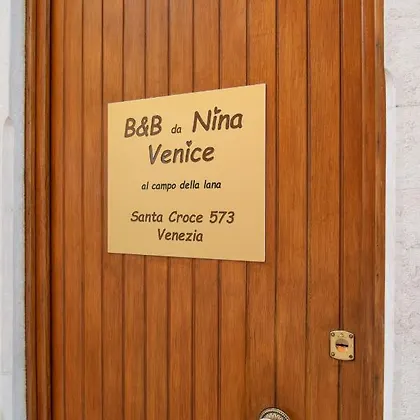 B&B da Nina
Venice
al campo della lana
Santa Croce 573
Venezia